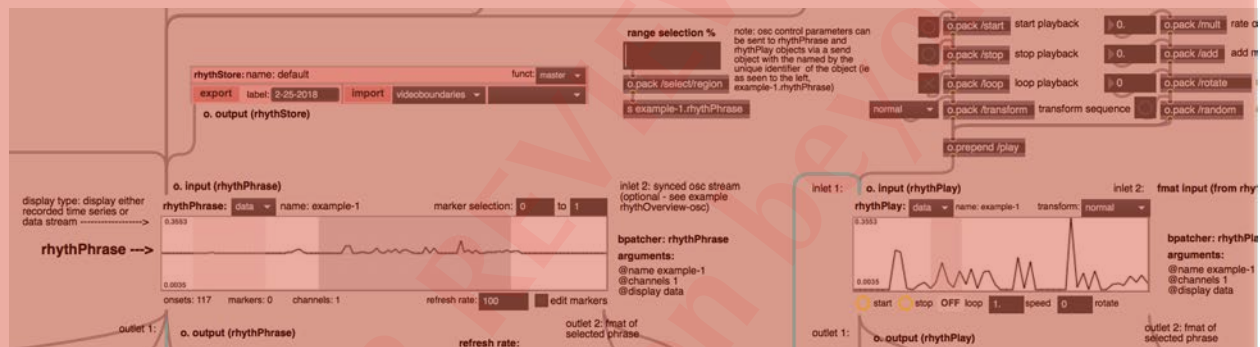 range selection %
note: osc control parameters can
be sent to rhythPhrase and
rhythPlay objects via a send
object with the named by the
unique identifier of the object (ie
as seen to the left,
example-1.rhythPhrase)
o.pack /select/region
s example-1.rhythPhrase
o.pack /start start playback
o.pack /stop stop playback
o.pack /loop loop playback
normal o.pack /transform transform sequence
0. o.pack /mult rate
0. o.pack /add add
0 o.pack /rotate
o.pack /random
o.prepend /play
rhythStore: name: default funct: master
export label: 2-25-2018 import videoboundaries
o. output (rhythStore)
o. input (rhythPhrase)
display type: display either
recorded time series or
data stream ---------------->
rhythPhrase --->
rhythPhrase: data name: example-1 marker selection: 0 to 1
0.3553
0.0035
onsets: 117 markers: 0 channels: 1 refresh rate: 100 edit markers
inlet 2: synced osc stream
(optional - see example
rhythOverview-osc)
bpatcher: rhythPhrase
arguments:
@name example-1
@channels 1
@display data
outlet 1: o. output (rhythPhrase)
refresh rate:
outlet 2: fmat of
selected phrase
inlet 1: o. input (rhythPlay) inlet 2: fmat input (from
rhythPlay: data name: example-1 transform: normal
0.3553
0.0035
start stop OFF loop 1. speed 0 rotate
bpatcher:
arguments:
@name example-1
@channels 1
@display data
outlet 1: o. output (rhythPlay)
outlet 2: fmat of
selected phrase
REVIEW